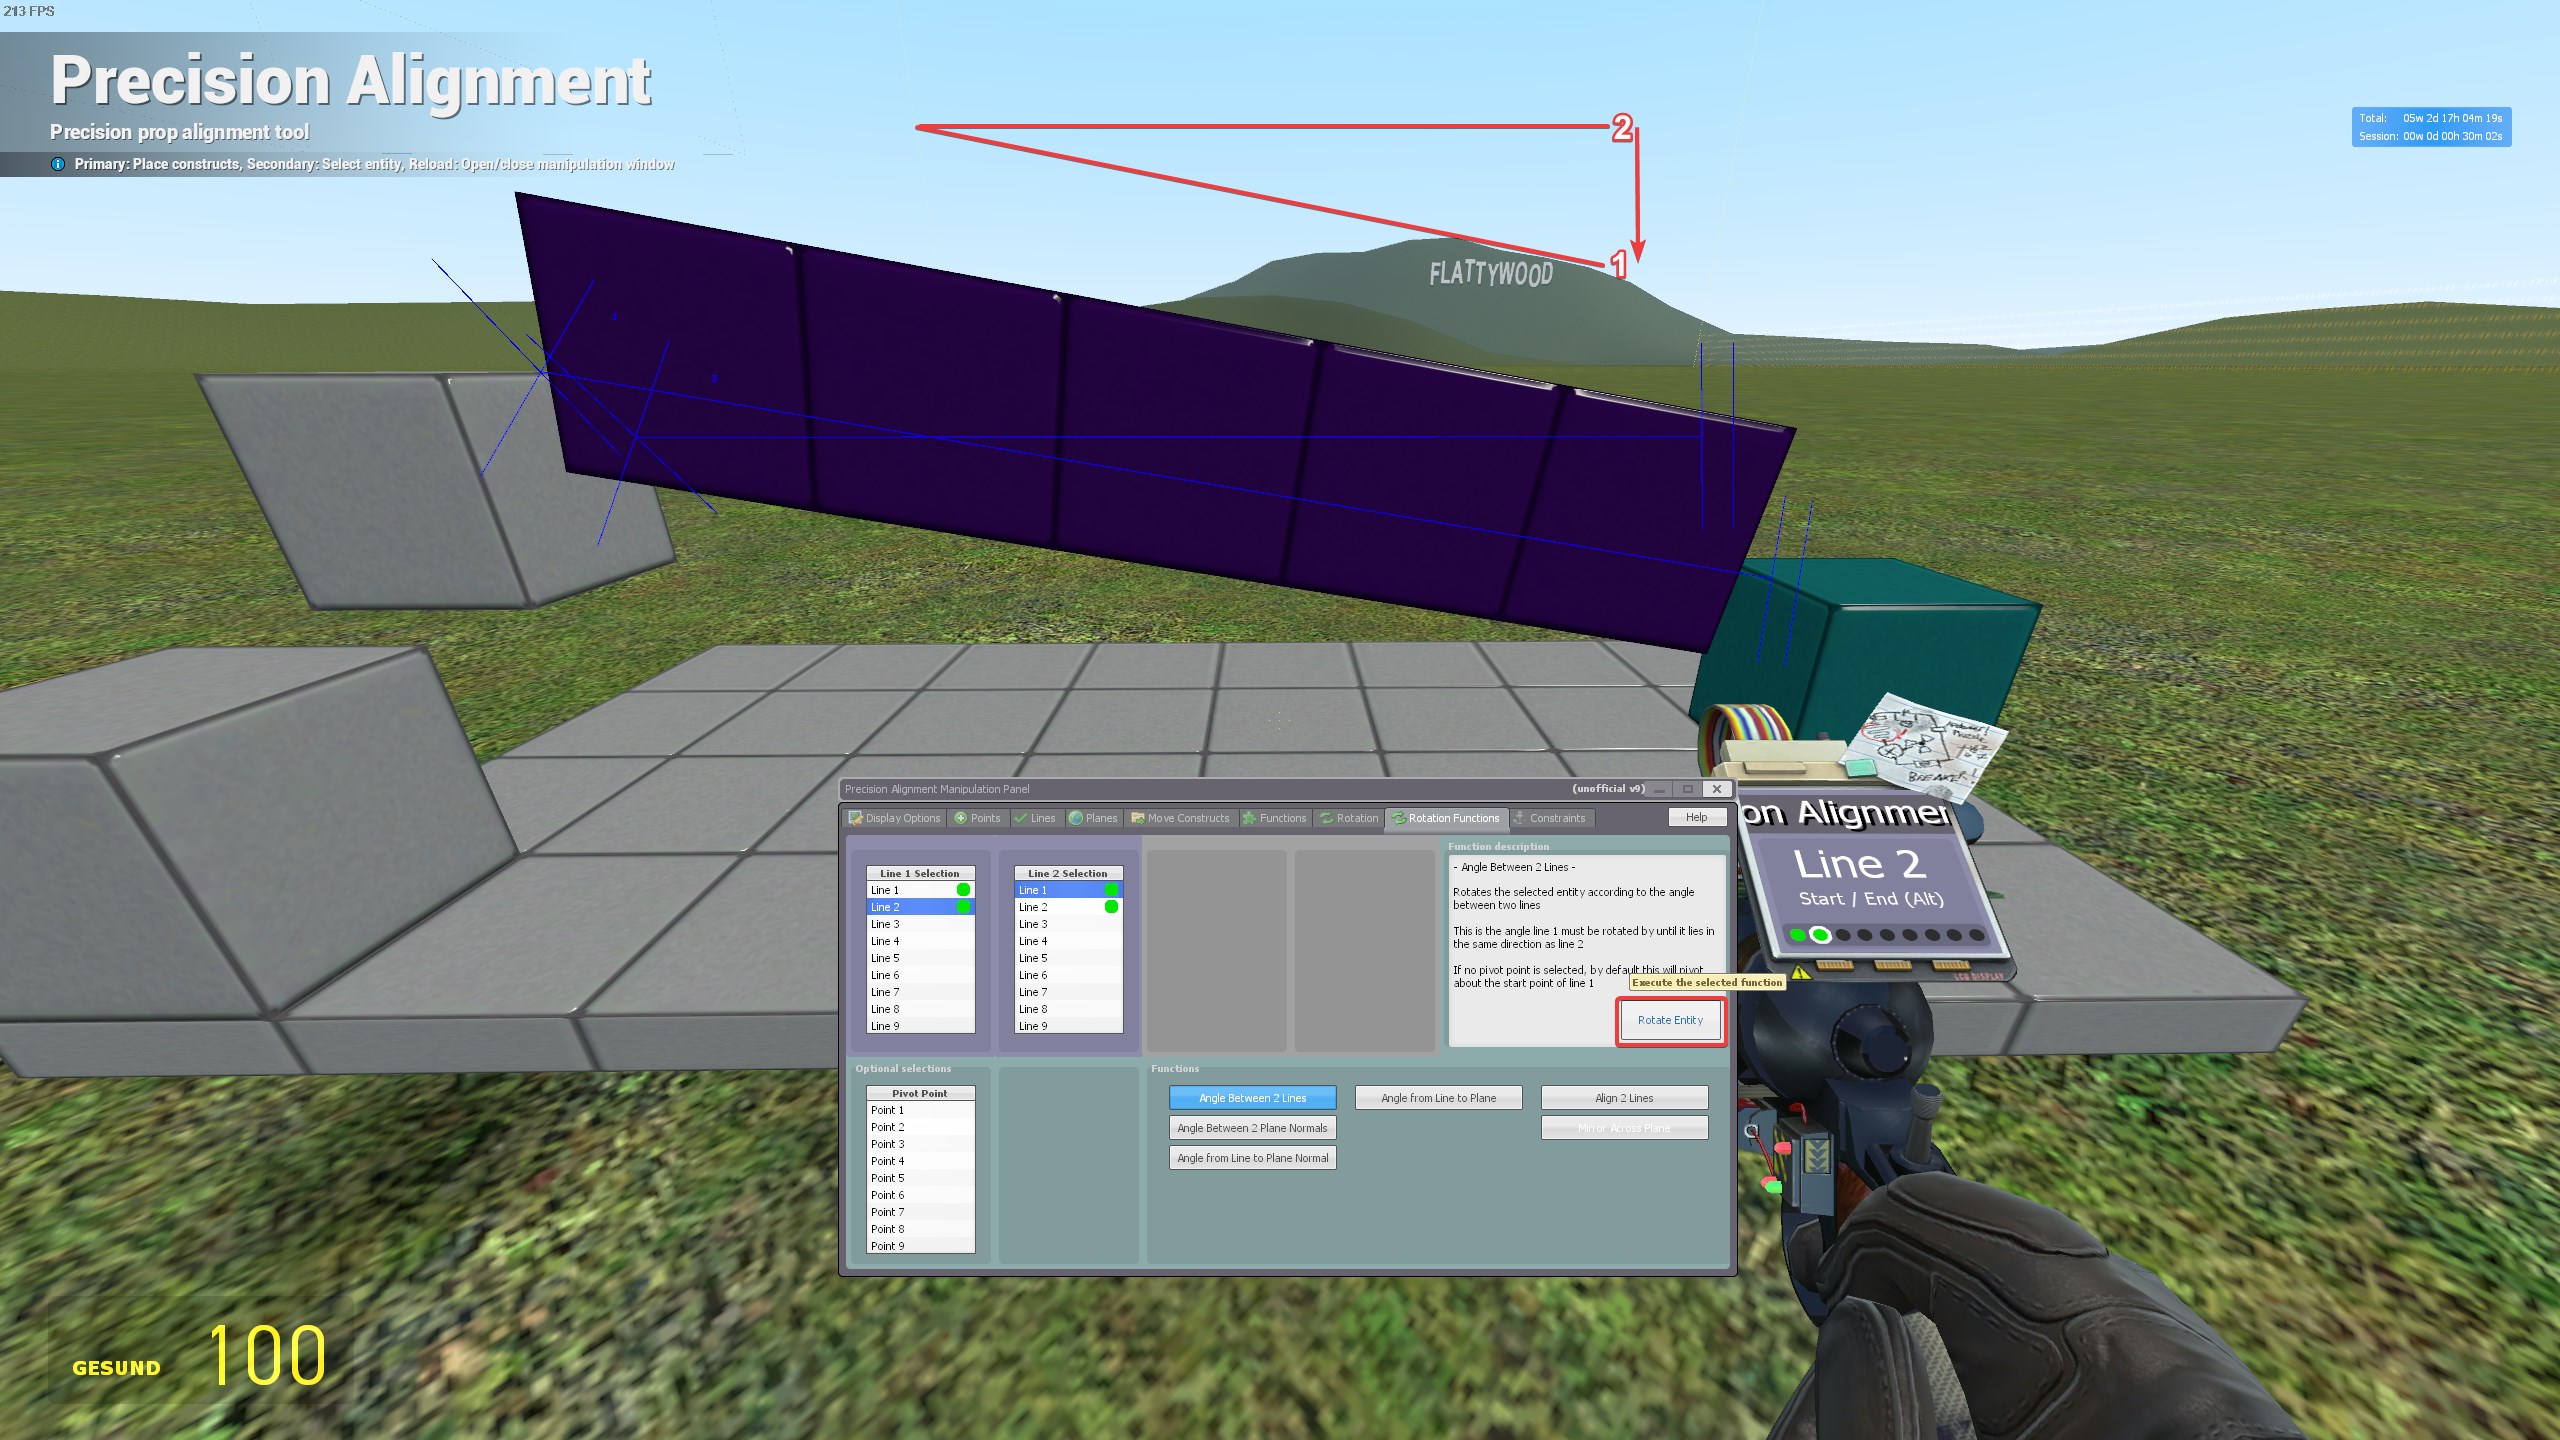 213 FPS
Precision Alignment
Precision prop alignment tool
Primary: Place constructs, Secondary: Select entity, Reload: Open/close manipulation window
Total: 05w 2d 17h 04m 19s
Session: 00w 0d 00h 30m 02s
2
1
FLATTYWOOD
1
2
BREAKER!
on Alignmen
Line 2
Start / End (Alt)
LCD DISPLAY
Precision Alignment Manipulation Panel
(unofficial v9)
Display Options
Points
Lines
Planes
Move Constructs
Functions
Rotation
Rotation Functions
Constraints
Help
Line 1 Selection
Line 1
Line 2
Line 3
Line 4
Line 5
Line 6
Line 7
Line 8
Line 9
Line 2 Selection
Line 1
Line 2
Line 3
Line 4
Line 5
Line 6
Line 7
Line 8
Line 9
Function description
- Angle Between 2 Lines -
Rotates the selected entity according to the angle
between two lines
This is the angle line 1 must be rotated by until it lies in
the same direction as line 2
If no pivot point is selected, by default this will pivot
about the start point of line 1
Execute the selected function
Rotate Entity
Optional selections
Pivot Point
Point 1
Point 2
Point 3
Point 4
Point 5
Point 6
Point 7
Point 8
Point 9
Functions
Angle Between 2 Lines
Angle from Line to Plane
Align 2 Lines
Angle Between 2 Plane Normals
Mirror Across Plane
Angle from Line to Plane Normal
GESUND 100